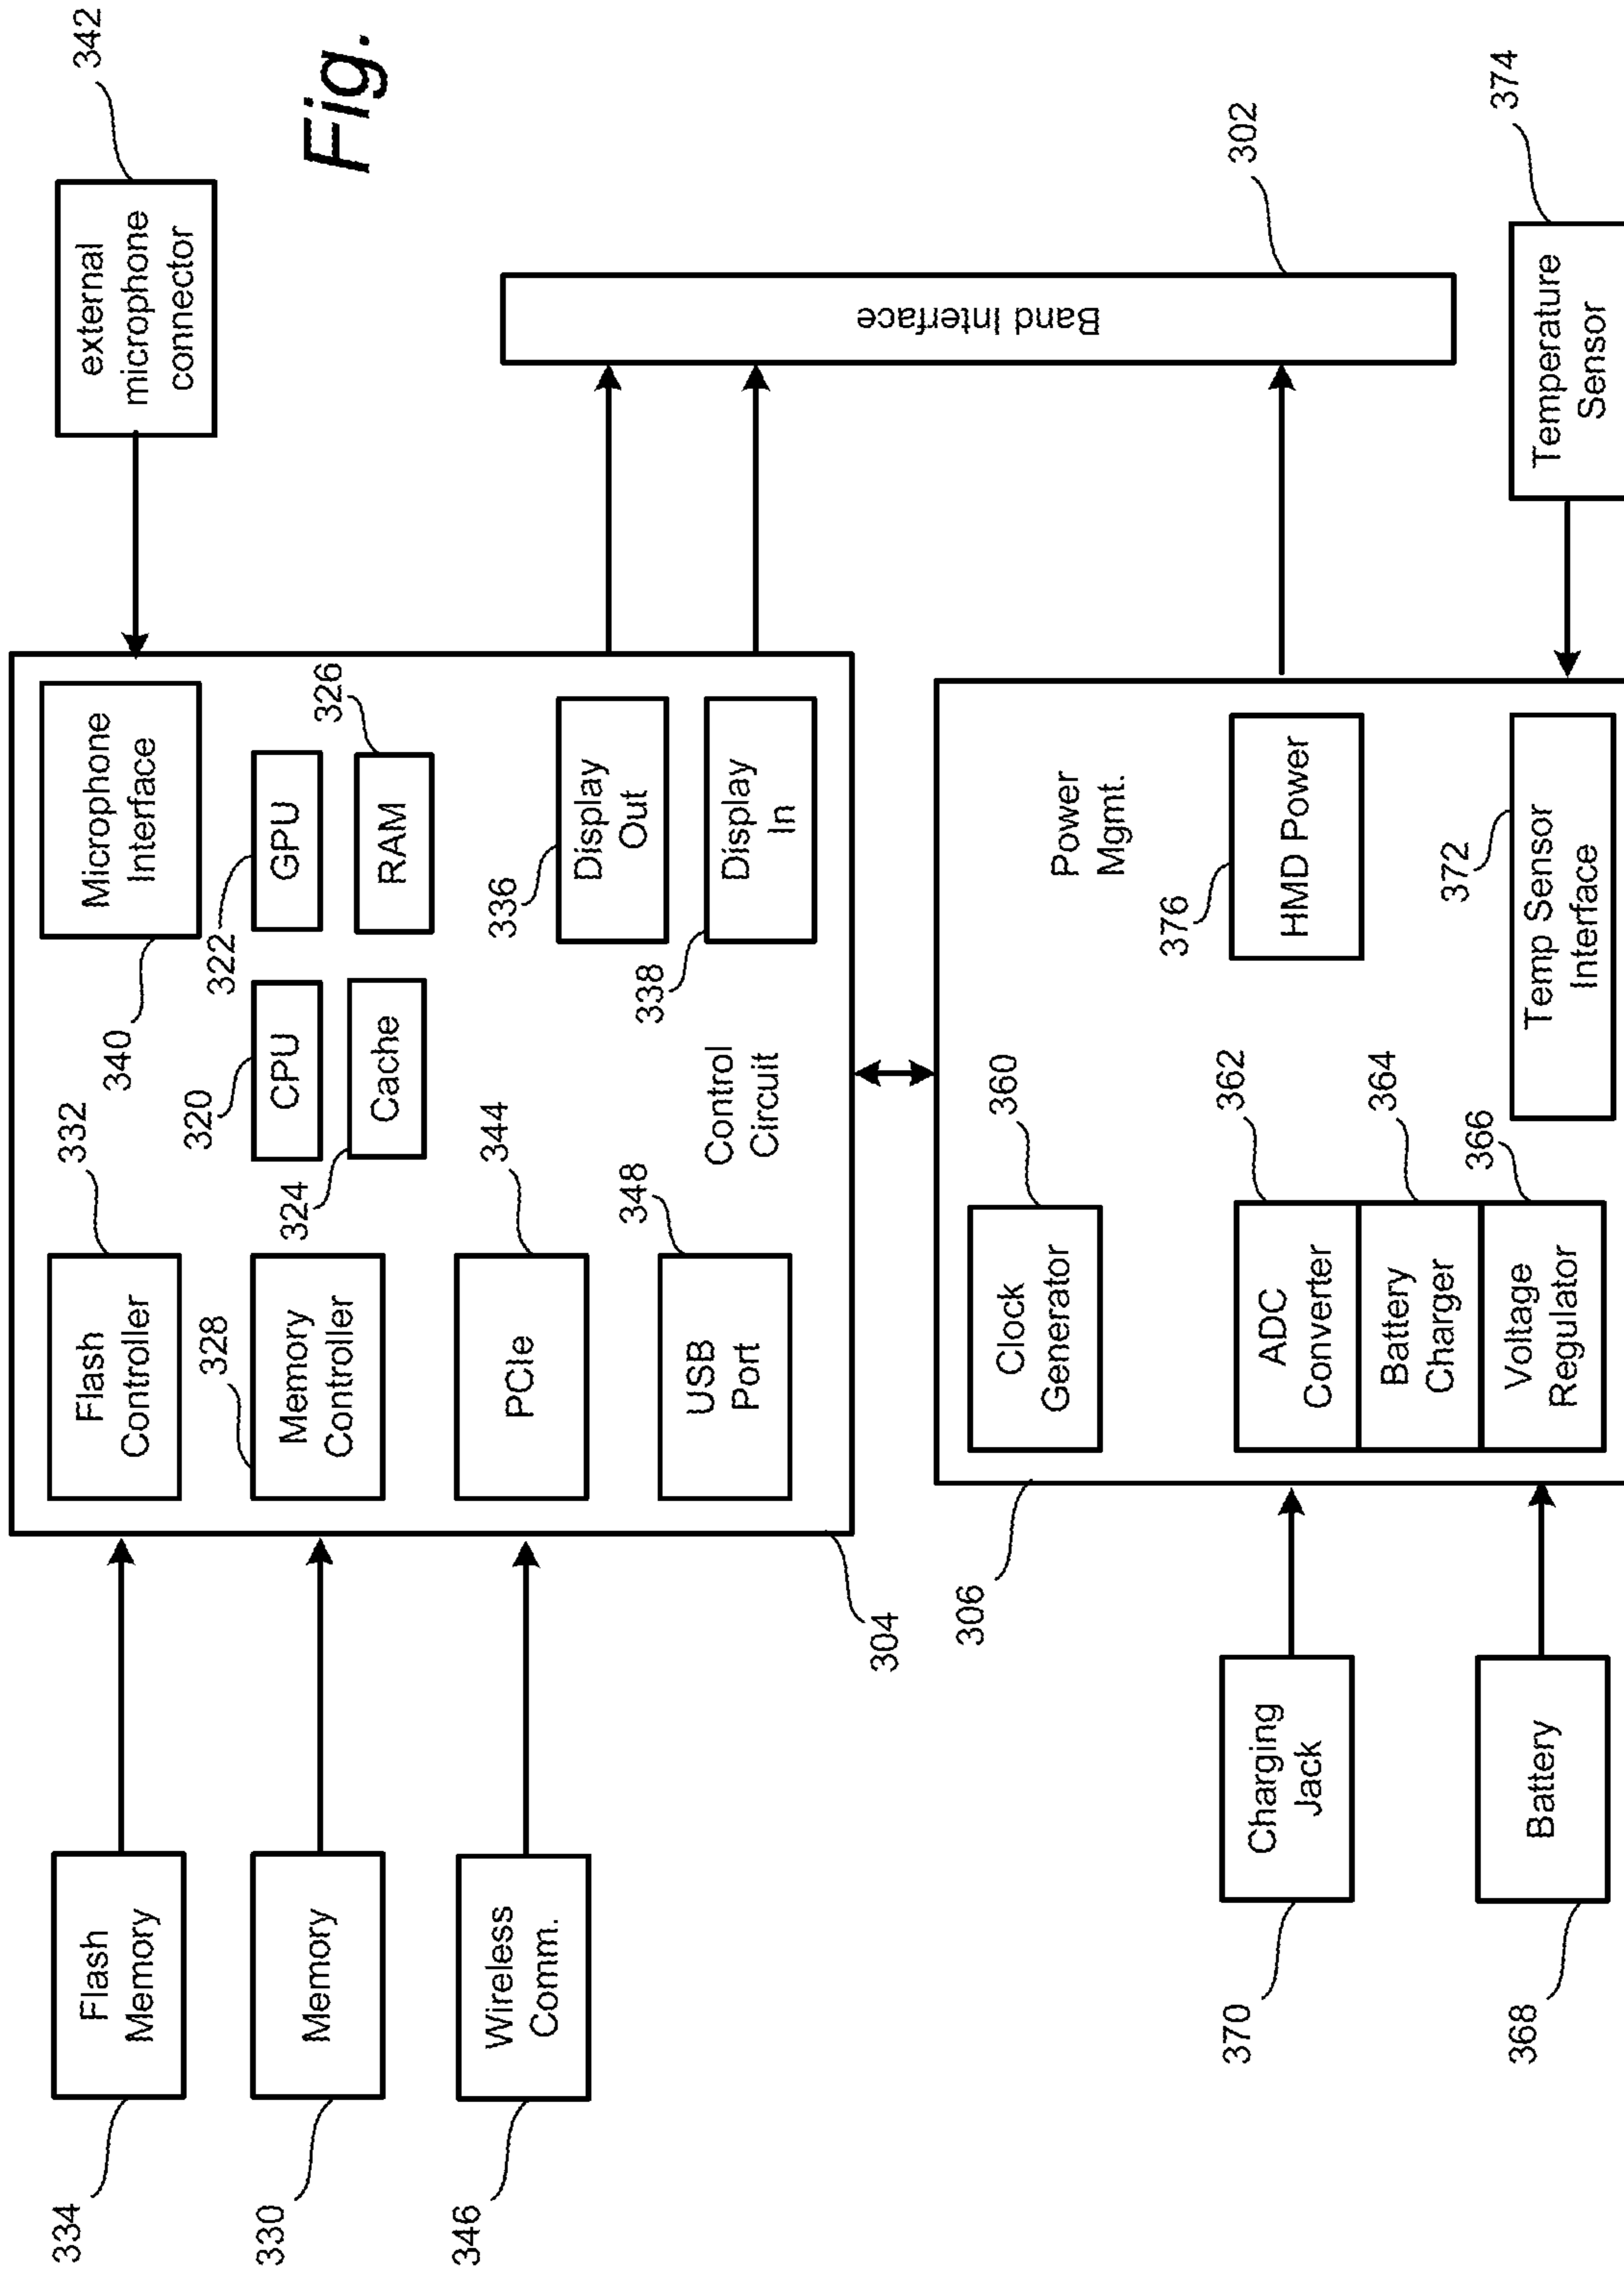 334
Flash
Memory
330
Memory
346
Wireless
Comm.
332
Flash
Controller
328
Memory
Controller
344
PCIe
348
USB
Port
340
Microphone
Interface
320
CPU
322
GPU
324
Cache
326
RAM
336
Display
Out
338
Display
In
Control
Circuit
304
342
external
microphone
connector
Fig.
Band Interface
302
306
370
Charging
Jack
368
Battery
360
Clock
Generator
362
ADC
Converter
364
Battery
Charger
366
Voltage
Regulator
Power
Mgmt.
376
HMD Power
372
Temp Sensor
Interface
374
Temperature
Sensor